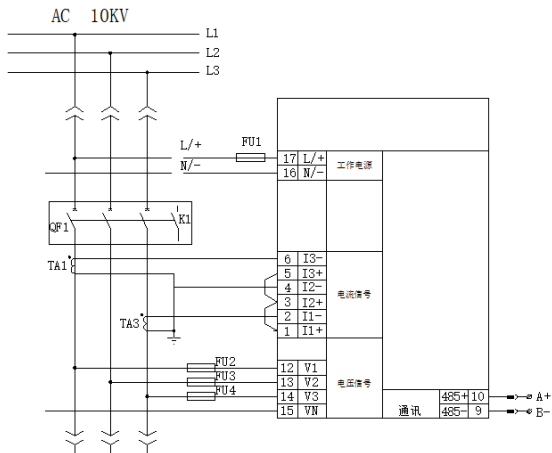 AC 10KV
L1
L2
L3
L/+ FU1
N/-
17 L/+
16 N/-
工作电源
QF1 K1
TA1
TA3
6 I3-
5 I3+
4 I2-
3 I2+
2 I1-
1 I1+
电流信号
FU2
FU3
FU4
12 V1
13 V2
14 V3
15 VN
电压信号
通讯
485+ 10 A+
485- 9 B-